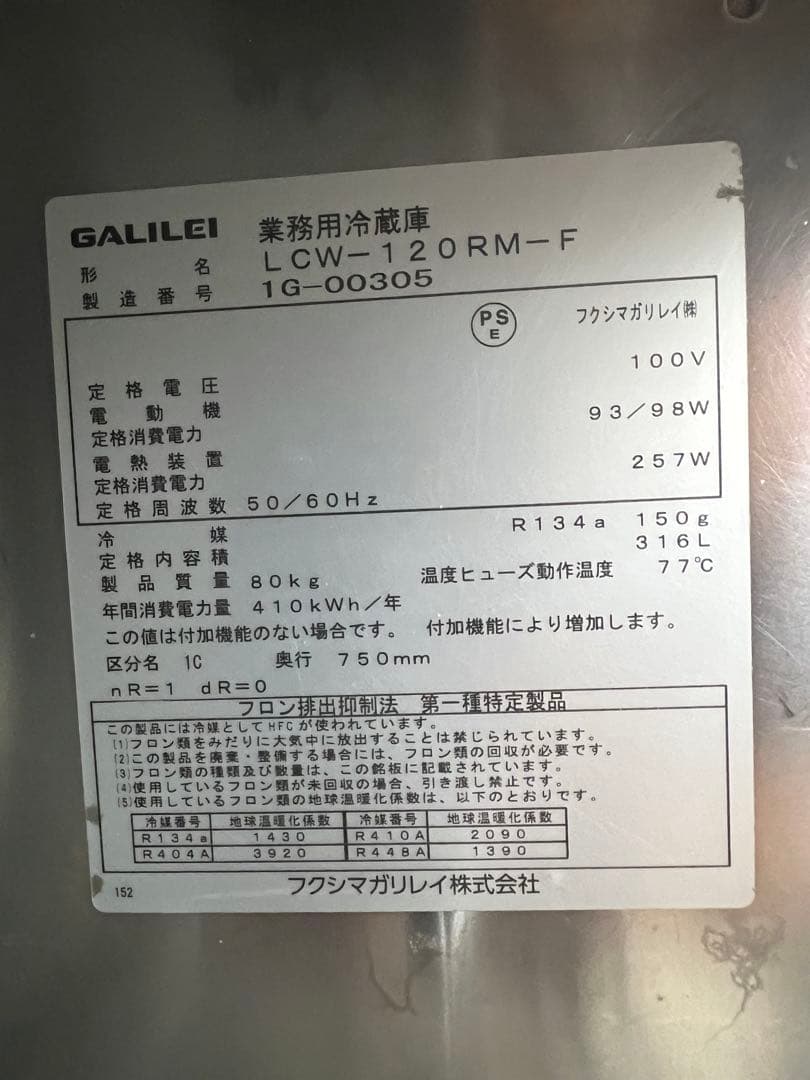 GALILEI 業務用冷蔵庫
形名 LCW-120RM-F
製造番号 1G-00305
PS E フクシマガリレイ㈱
定格電圧 100V
電動機
定格消費電力 93/98W
電熱装置
定格消費電力 257W
定格周波数 50/60Hz
冷媒 R134a 150g
定格内容積 316L
製品質量 80kg 温度ヒューズ動作温度 77℃
年間消費電力量 410kWh/年
この値は付加機能のない場合です。 付加機能により増加します。
区分名 1C 奥行 750mm
nR=1 dR=0
フロン排出抑制法 第一種特定製品
この製品には冷媒としてHFCが使われています。
(1)フロン類をみだりに大気中に放出することは禁じられています。
(2)この製品を廃棄・整備する場合には、フロン類の回収が必要です。
(3)フロン類の種類及び数量は、この銘板に記載されています。
(4)使用しているフロン類が未回収の場合、引き渡し禁止です。
(5)使用しているフロン類の地球温暖化係数は、以下のとおりです。
冷媒番号 地球温暖化係数 冷媒番号 地球温暖化係数
R134a 1430 R410A 2090
R404A 3920 R448A 1390
152 フクシマガリレイ株式会社